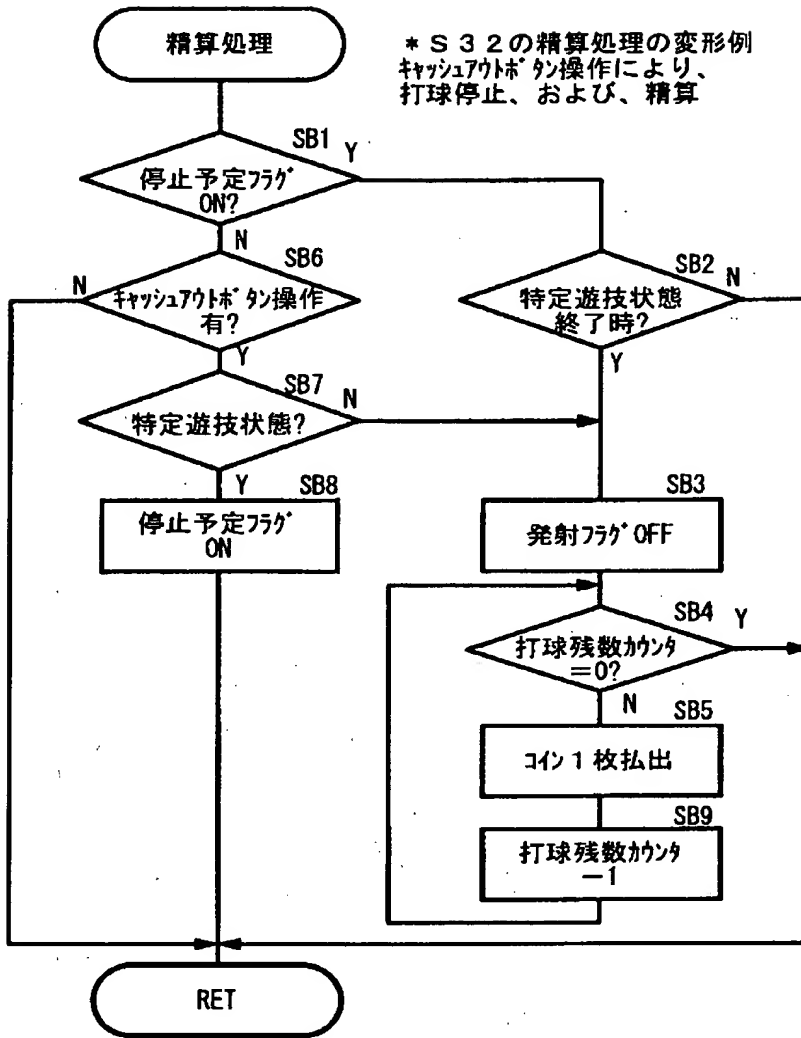 精算処理
*S32の精算処理の変形例
ｷｬｯｼｭｱｳﾄﾎﾞﾀﾝ操作により、
打球停止、および、精算
SB1
Y
停止予定ﾌﾗｸﾞ
ON?
N
SB6
N
ｷｬｯｼｭｱｳﾄﾎﾞﾀﾝ操作
有?
Y
SB2
N
特定遊技状態
終了時?
Y
SB7
N
特定遊技状態?
Y
SB8
停止予定ﾌﾗｸﾞ
ON
SB3
発射ﾌﾗｸﾞOFF
SB4
Y
打球残数ｶｳﾝﾀ
=0?
N
SB5
ｺｲﾝ1枚払出
SB9
打球残数ｶｳﾝﾀ
-1
RET